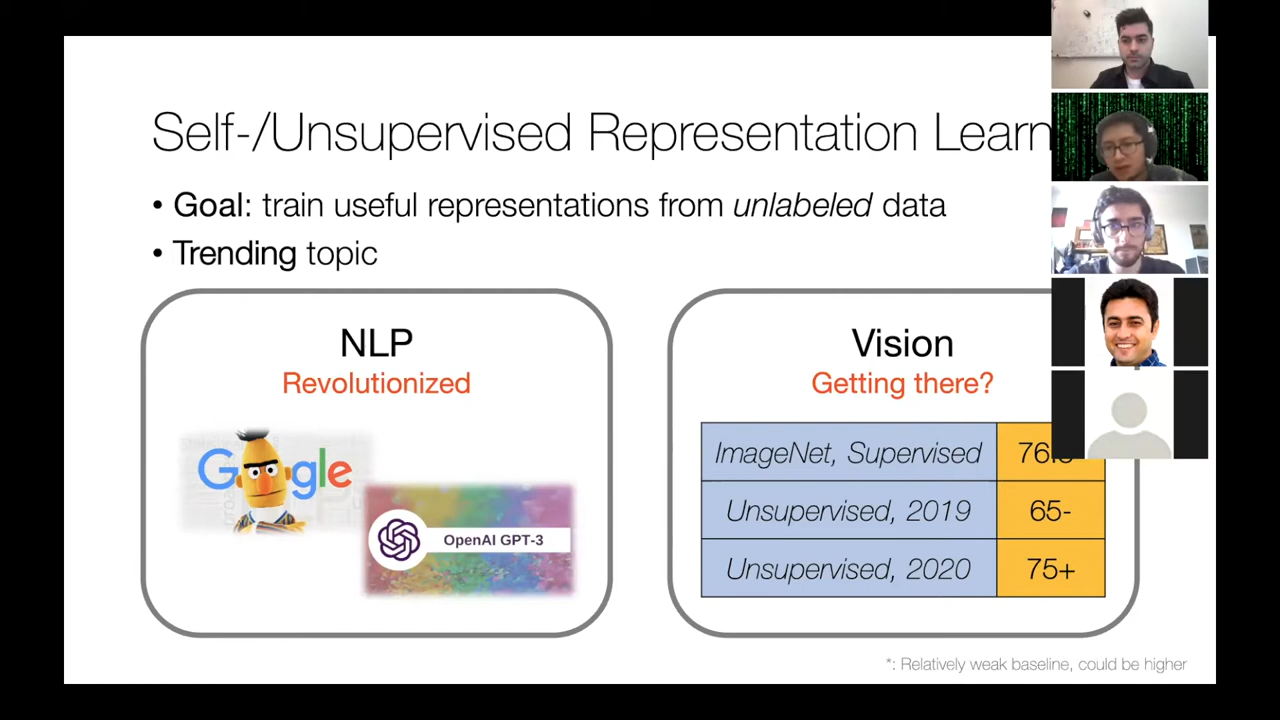 Self-/Unsupervised Representation Learn
• Goal: train useful representations from unlabeled data
• Trending topic
NLP
Revolutionized
Google
OpenAI GPT-3
Vision
Getting there?
ImageNet, Supervised
Unsupervised, 2019 65-
Unsupervised, 2020 75+
*: Relatively weak baseline, could be higher